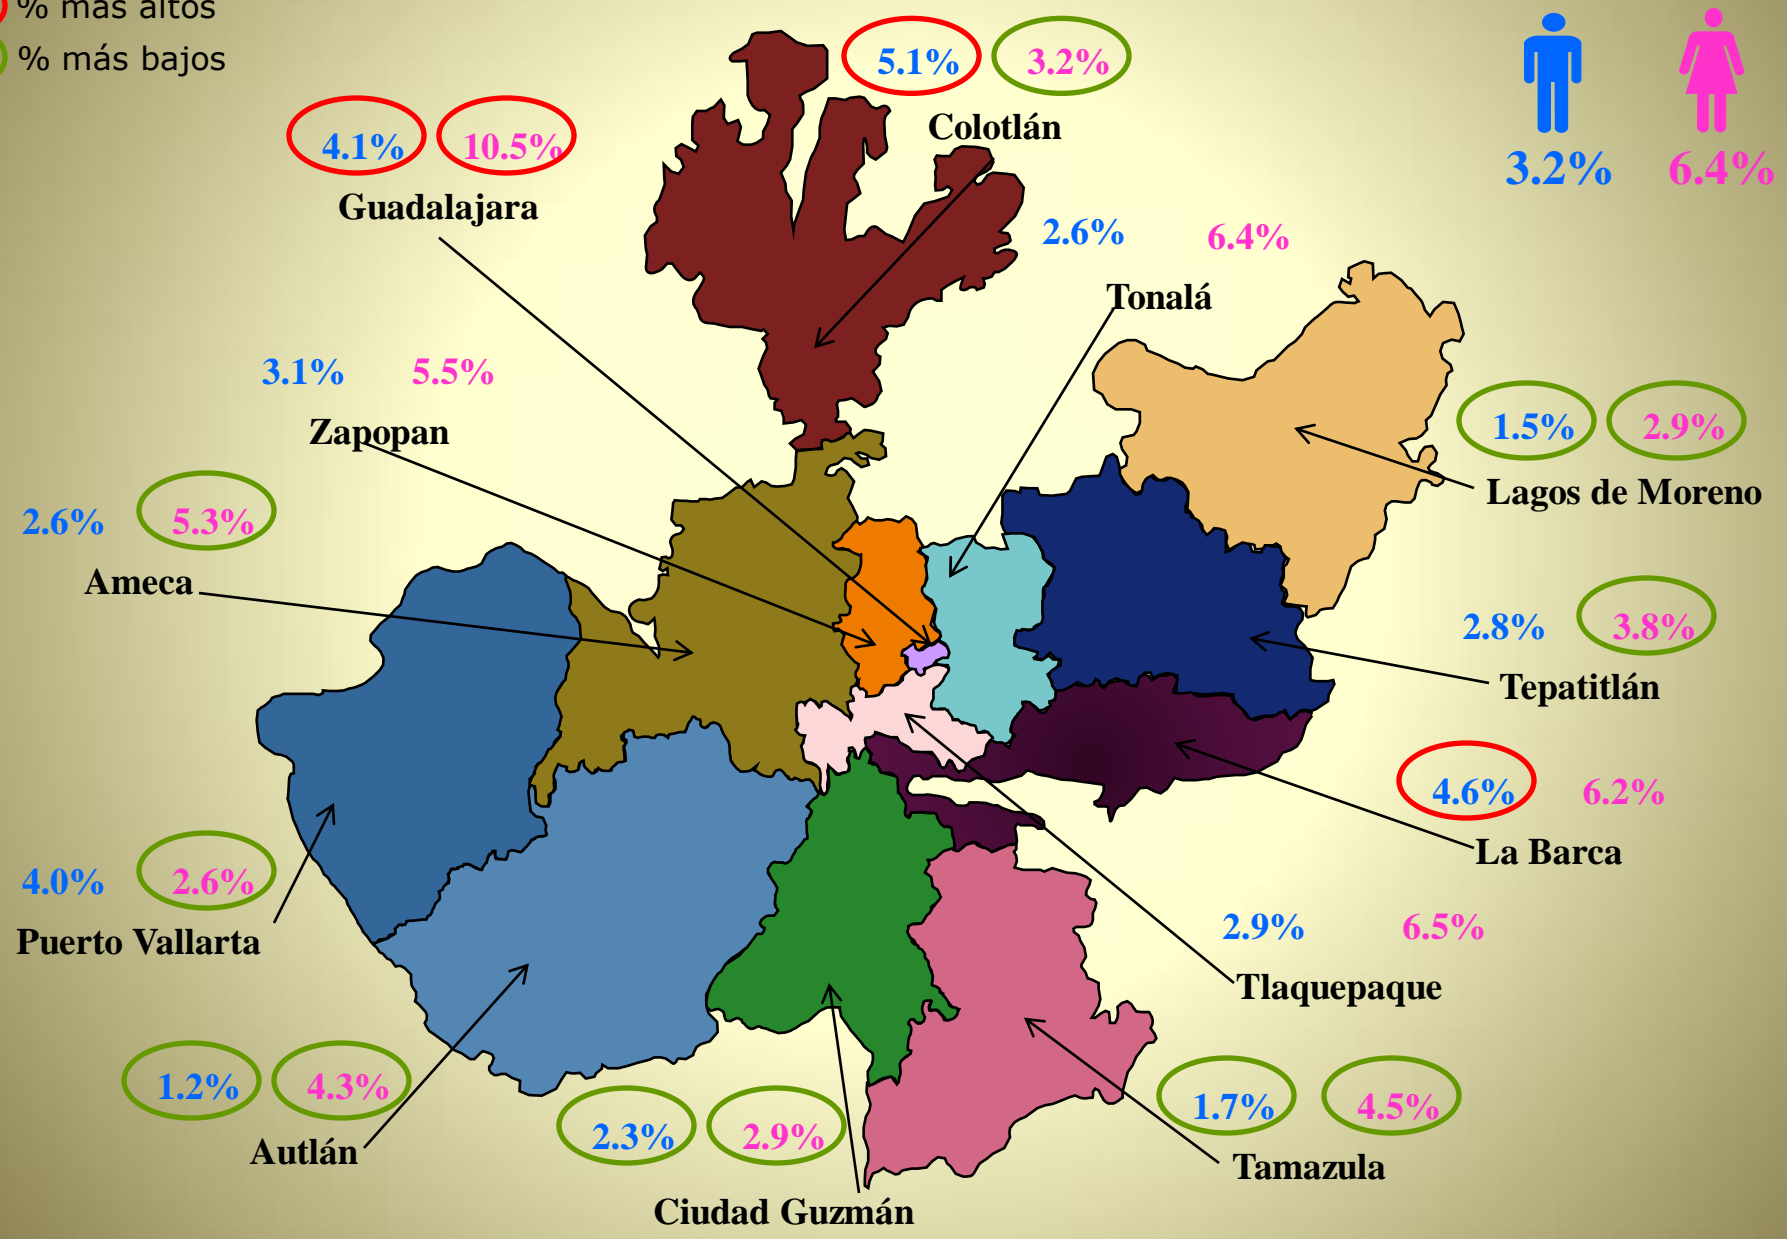 % más altos
% más bajos
5.1% 3.2%
Colotlán
3.2% 6.4%
4.1% 10.5%
Guadalajara
2.6% 6.4%
Tonalá
3.1% 5.5%
Zapopan
1.5% 2.9%
Lagos de Moreno
2.6% 5.3%
Ameca
2.8% 3.8%
Tepatitlán
4.6% 6.2%
La Barca
4.0% 2.6%
Puerto Vallarta
2.9% 6.5%
Tlaquepaque
1.2% 4.3%
Autlán
2.3% 2.9%
Ciudad Guzmán
1.7% 4.5%
Tamazula